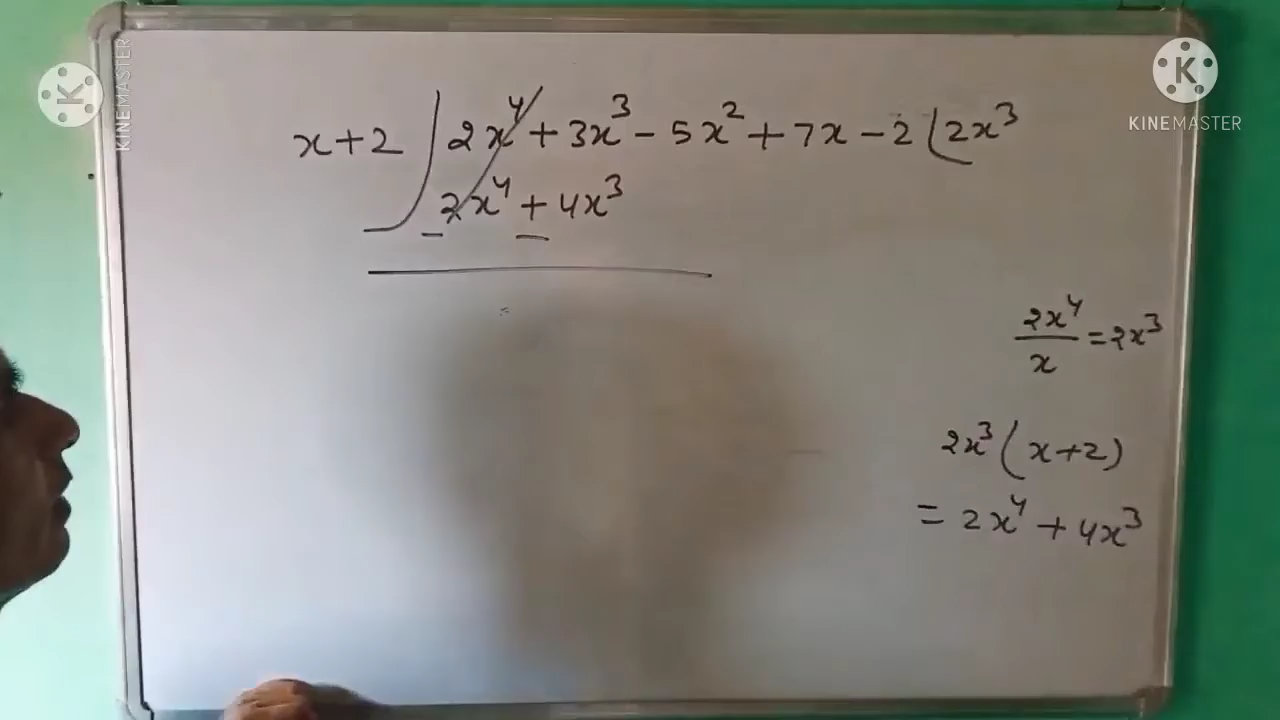 x+2 ) 2x⁴ + 3x³ - 5x² + 7x - 2 ( 2x³
2x⁴ + 4x³
- -
2x⁴/x = 2x³
2x³(x+2)
= 2x⁴ + 4x³
KINEMASTER
KINEMASTER